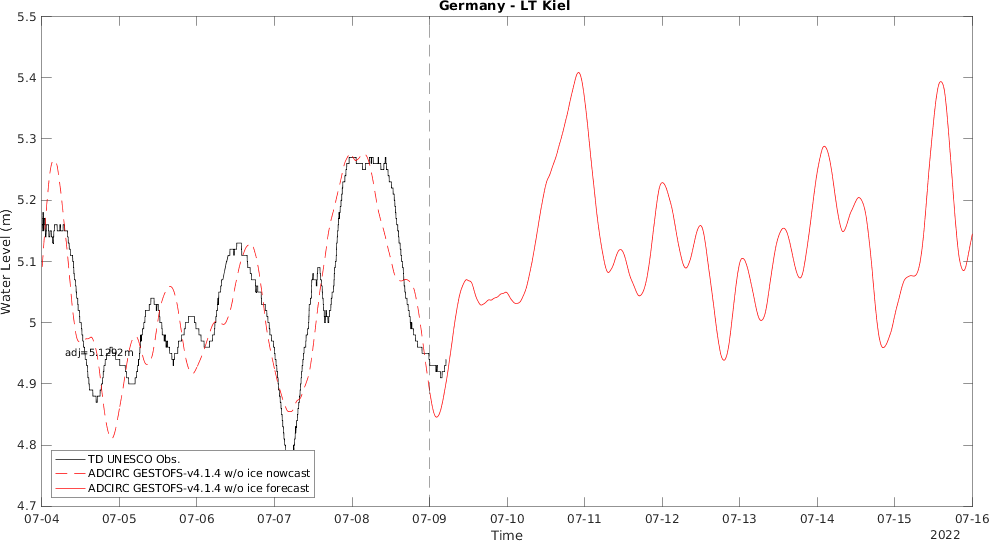 Germany - LT Kiel
5.5
5.4
5.3
5.2
5.1
5
4.9
4.8
4.7
Water Level (m)
adj=5.1292m
TD UNESCO Obs.
ADCIRC GESTOFS-v4.1.4 w/o ice nowcast
ADCIRC GESTOFS-v4.1.4 w/o ice forecast
07-04 07-05 07-06 07-07 07-08 07-09 07-10 07-11 07-12 07-13 07-14 07-15 07-16
Time
2022